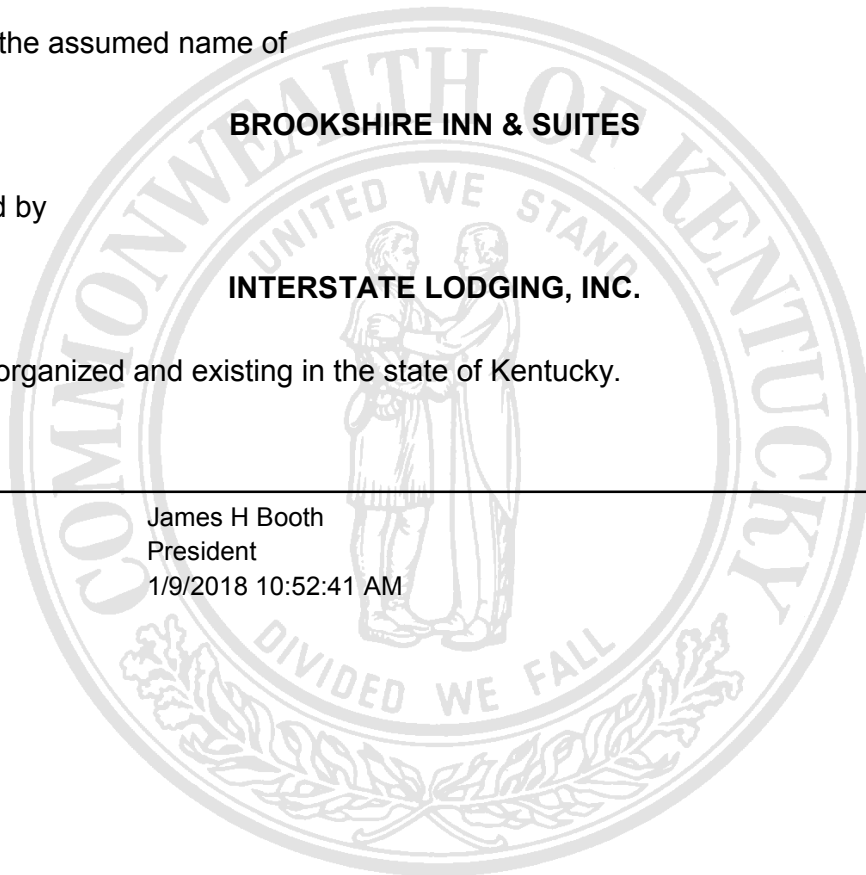 the assumed name of
BROOKSHIRE INN & SUITES
d by
INTERSTATE LODGING, INC.
organized and existing in the state of Kentucky.
James H Booth
President
1/9/2018 10:52:41 AM
COMMONWEALTH OF KENTUCKY
UNITED WE STAND
DIVIDED WE FALL